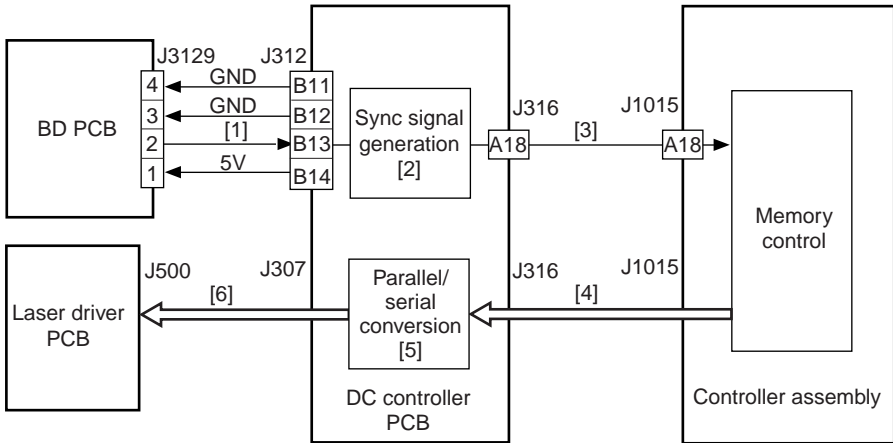 J3129
J312
4
GND
B11
3
GND
B12
2
[1]
B13
1
5V
B14
BD PCB
Sync signal
generation
[2]
J316
A18
[3]
J1015
A18
Memory
control
Laser driver
PCB
J500
[6]
J307
Parallel/
serial
conversion
[5]
J316
[4]
J1015
DC controller
PCB
Controller assembly